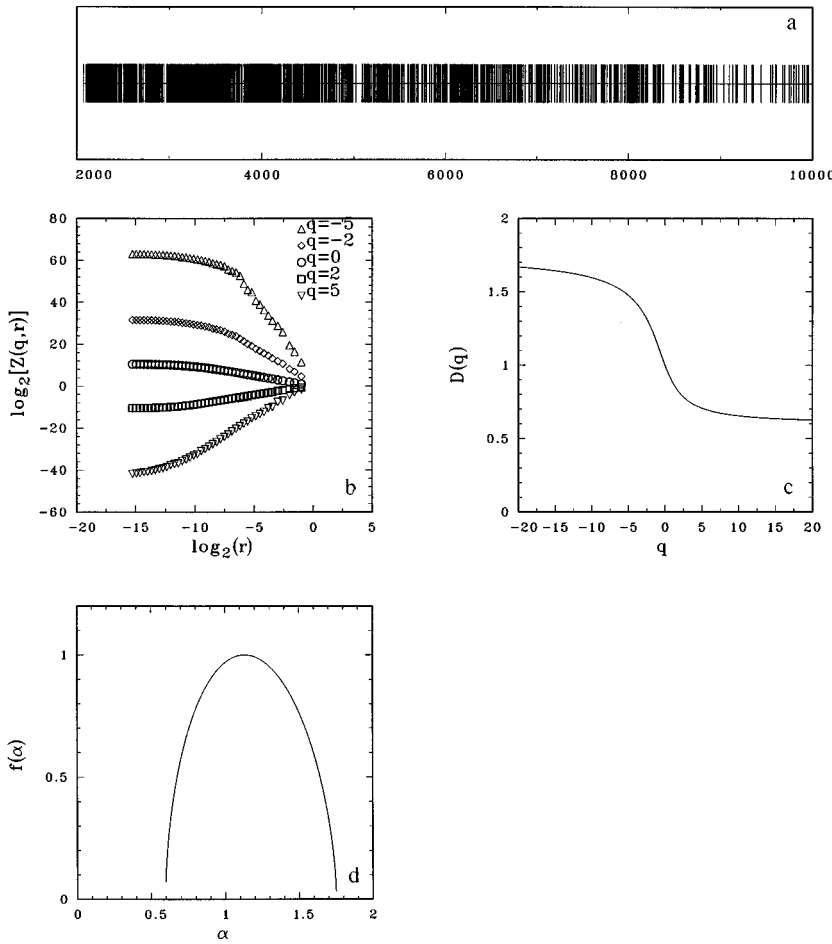 a
2000 4000 6000 8000 10000
80
60
40
20
0
−20
−40
−60
log₂[Z(q,r)]
q=−5
q=−2
q=0
q=2
q=5
b
−20 −15 −10 −5 0 5
log₂(r)
2
1.5
1
0.5
0
D(q)
c
−20 −15 −10 −5 0 5 10 15 20
q
1
0.5
0
f(α)
d
0 0.5 1 1.5 2
α